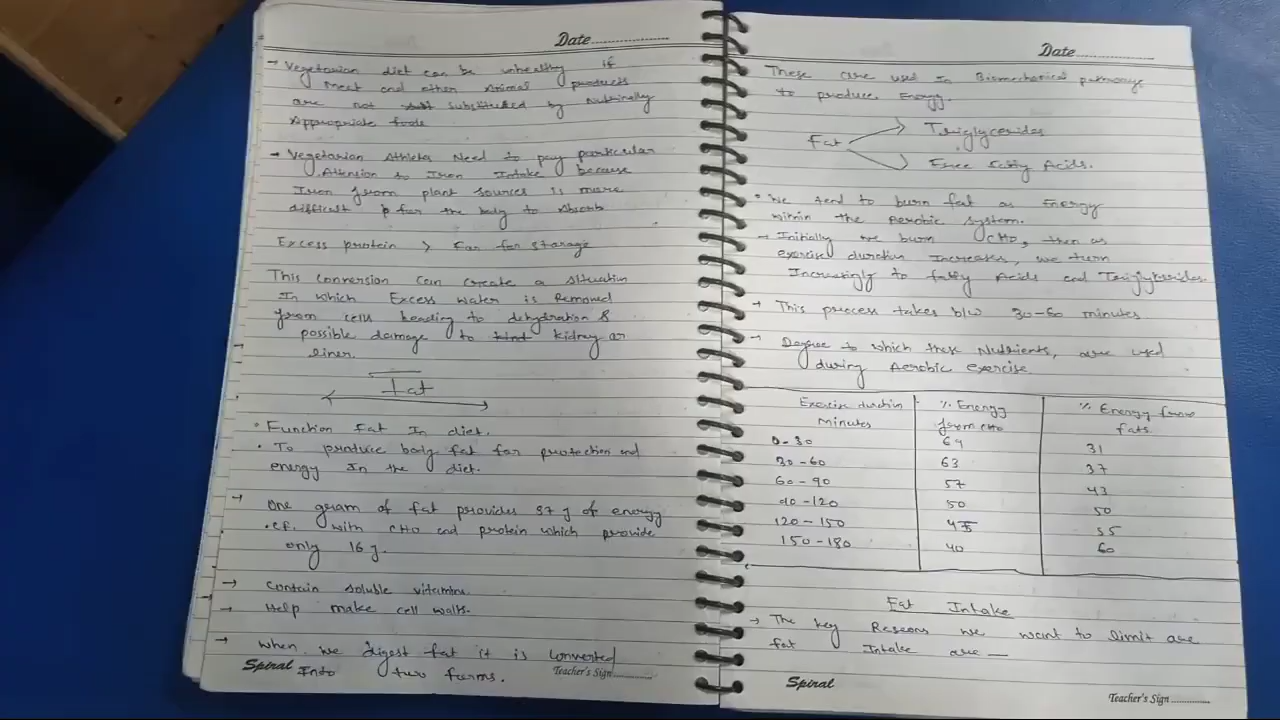 Date
→ Vegetarian diet can be unhealthy if
meat and other Animal products
are not substituted by Nutrinally
Appropriate foods
→ Vegetarian Athletes Need to pay particular
Attension to Iron Intake because
Iron from plant sources is more
difficult for the body to Absorb
Excess protein > Fan for storage
This conversion can create a situation
In which Excess water is Removed
from cell leading to dehydration &
possible damage to kidney or
liner.
Fat
• Function Fat In diet.
• To produce body fat for protection and
energy In the diet.
→ One gram of fat provides 37 J of energy
• c.f. with CHO and protein which provide
only 16 J.
→ Contain soluble vitamins.
→ Help make cell walls.
→ When we digest fat it is converted
Into two forms.
Spiral
Teacher's Sign
Date
These are used In Biomechanical pathways
to produce Energy.
Fat → Triglycerides
→ Free fatty Acids.
• We tend to burn fat as Energy
within the Aerobic system.
→ Initially we burn CHO, then as
exercise duration Increases, we turn
Increasingly to fatty Acids and Triglycerides
→ This process takes b/w 30-60 minutes
→ Degree to which these Nutrients, are used
during Aerobic exercise
Exercise duration Minutes | % Energy from CHO | % Energy from fats.
0-30 69 31
30-60 63 37
60-90 57 43
90-120 50 50
120-150 45 55
150-180 40 60
Fat Intake
→ The key Reasons we want to limit are
fat Intake are —
Spiral
Teacher's Sign